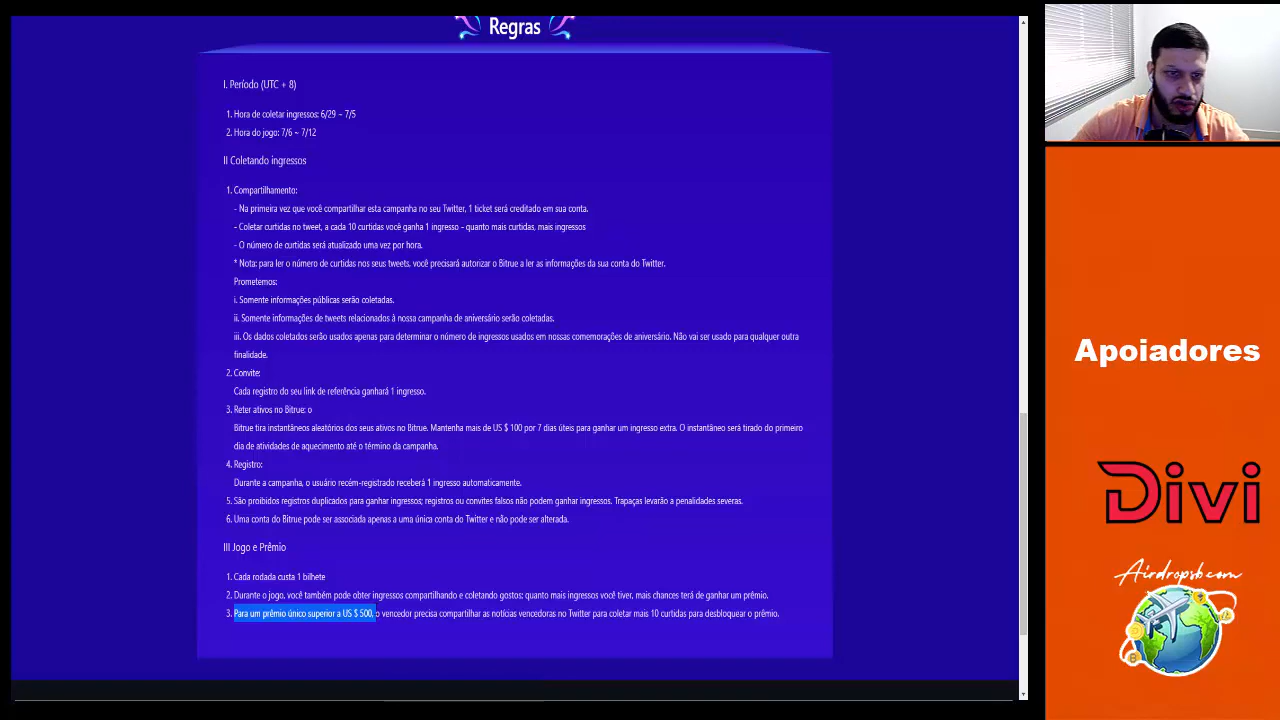 Regras
I. Período (UTC + 8)
1. Hora de coletar ingressos: 6/29 ~ 7/5
2. Hora do jogo: 7/6 ~ 7/12
II Coletando ingressos
1. Compartilhamento:
- Na primeira vez que você compartilhar esta campanha no seu Twitter, 1 ticket será creditado em sua conta.
- Coletar curtidas no tweet, a cada 10 curtidas você ganha 1 ingresso - quanto mais curtidas, mais ingressos
- O número de curtidas será atualizado uma vez por hora.
* Nota: para ler o número de curtidas nos seus tweets, você precisará autorizar o Bitrue a ler as informações da sua conta do Twitter.
Prometemos:
i. Somente informações públicas serão coletadas.
ii. Somente informações de tweets relacionados à nossa campanha de aniversário serão coletadas.
iii. Os dados coletados serão usados apenas para determinar o número de ingressos usados em nossas comemorações de aniversário. Não vai ser usado para qualquer outra
finalidade.
2. Convite:
Cada registro do seu link de referência ganhará 1 ingresso.
3. Reter ativos no Bitrue: o
Bitrue tira instantâneos aleatórios dos seus ativos no Bitrue. Mantenha mais de US $ 100 por 7 dias úteis para ganhar um ingresso extra. O instantâneo será tirado do primeiro
dia de atividades de aquecimento até o término da campanha.
4. Registro:
Durante a campanha, o usuário recém-registrado receberá 1 ingresso automaticamente.
5. São proibidos registros duplicados para ganhar ingressos; registros ou convites falsos não podem ganhar ingressos. Trapaças levarão a penalidades severas.
6. Uma conta do Bitrue pode ser associada apenas a uma única conta do Twitter e não pode ser alterada.
III Jogo e Prêmio
1. Cada rodada custa 1 bilhete
2. Durante o jogo, você também pode obter ingressos compartilhando e coletando gostos; quanto mais ingressos você tiver, mais chances terá de ganhar um prêmio.
3. Para um prêmio único superior a US $ 500, o vencedor precisa compartilhar as notícias vencedoras no Twitter para coletar mais 10 curtidas para desbloquear o prêmio.
Apoiadores
Divi
Airdropsb.com